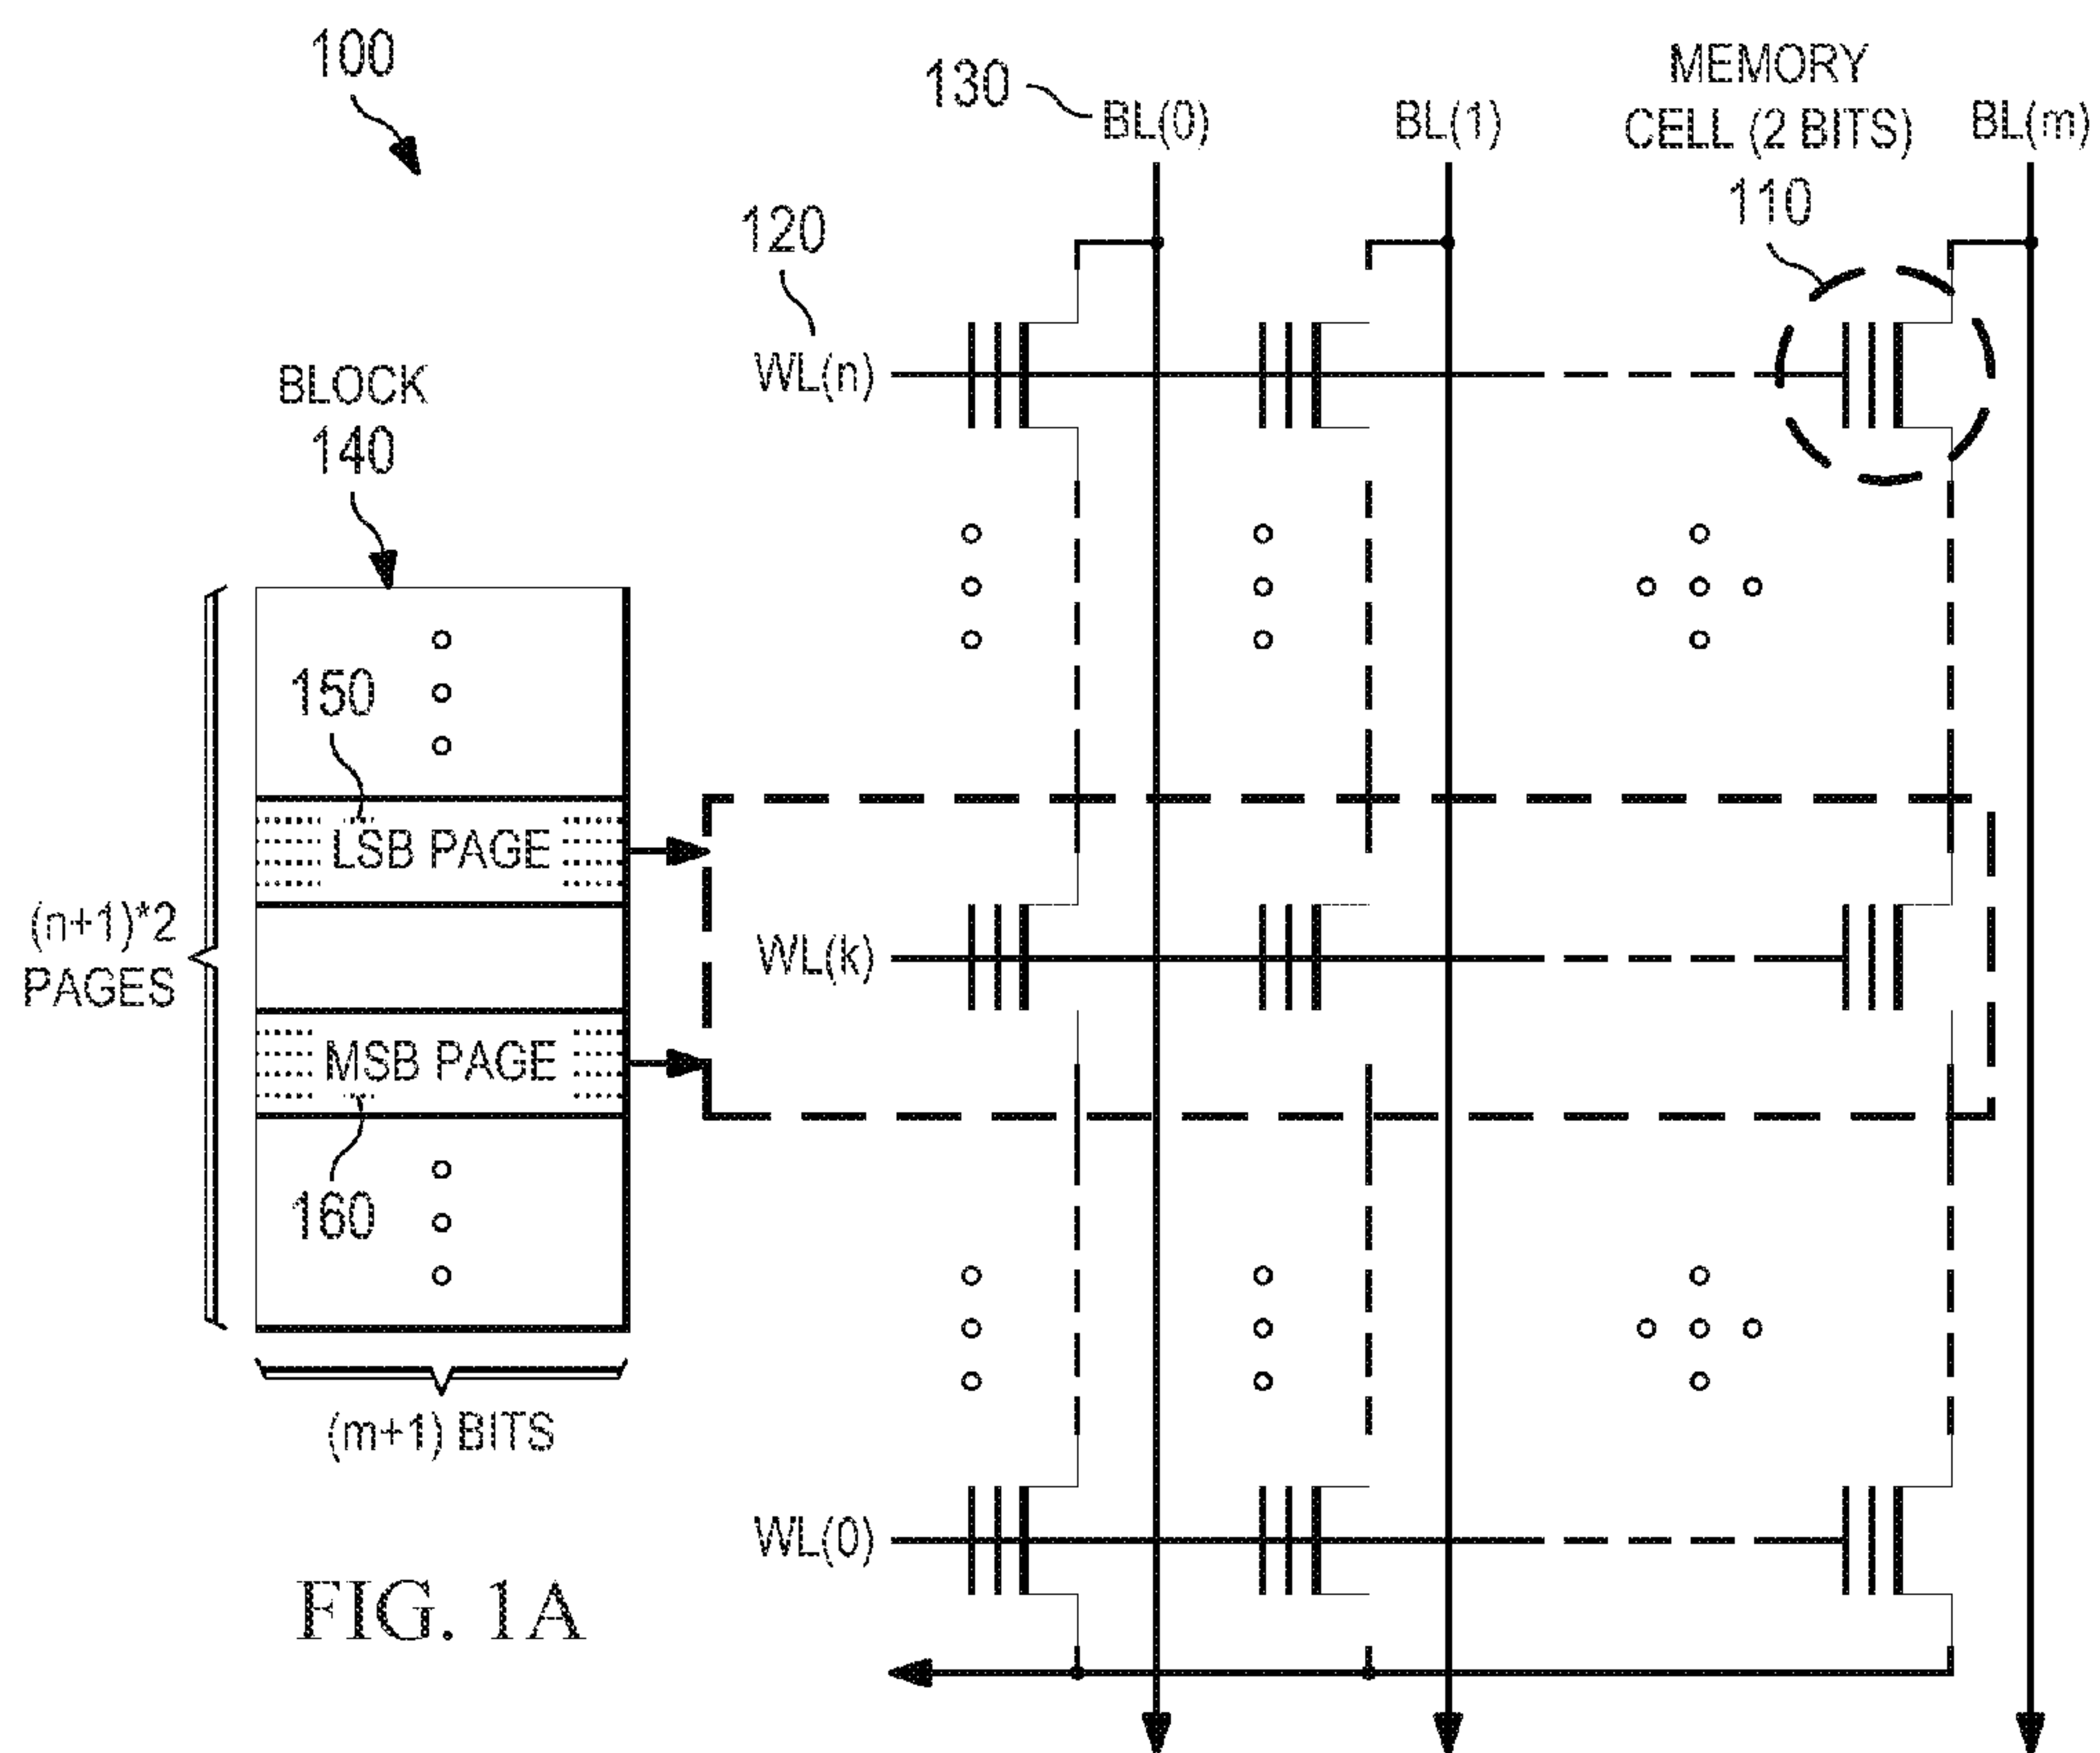 100
130
BL(0)
BL(1)
MEMORY
CELL (2 BITS)
110
BL(m)
120
WL(n)
BLOCK
140
150
LSB PAGE
(n+1)*2
PAGES
WL(k)
MSB PAGE
160
(m+1) BITS
WL(0)
FIG. 1A